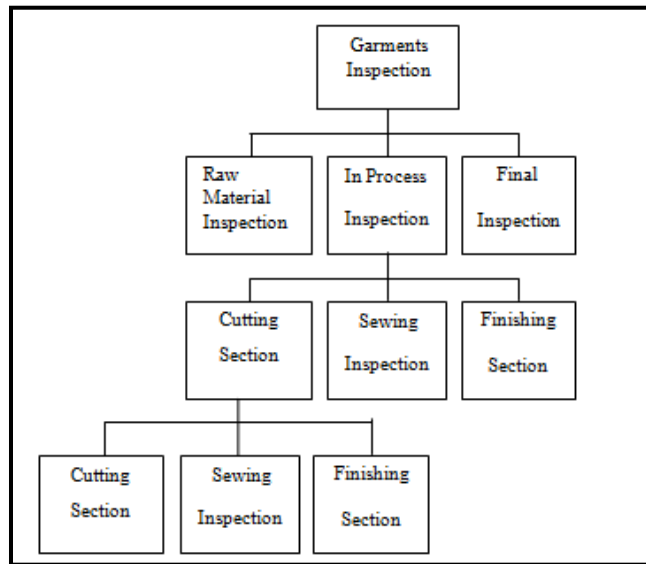 Garments
Inspection
Raw
Material
Inspection
In Process
Inspection
Final
Inspection
Cutting
Section
Sewing
Inspection
Finishing
Section
Cutting
Section
Sewing
Inspection
Finishing
Section